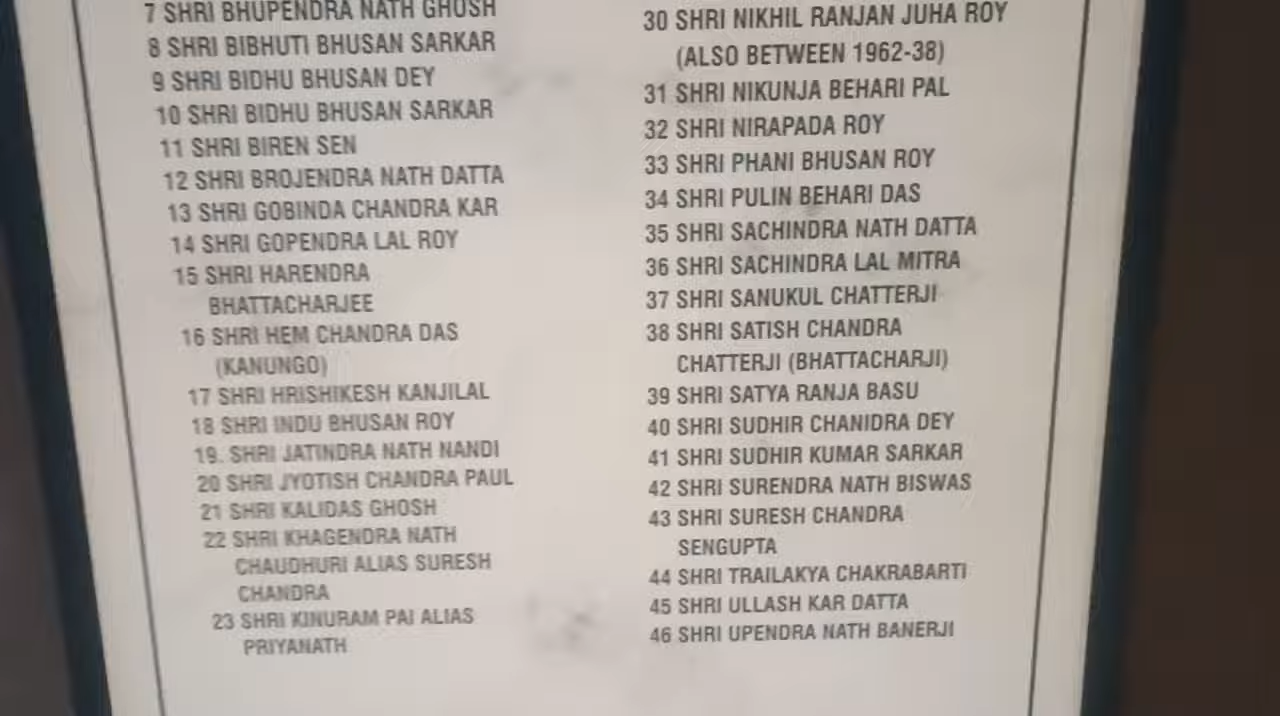 7 SHRI BHUPENDRA NATH GHOSH
8 SHRI BIBHUTI BHUSAN SARKAR
9 SHRI BIDHU BHUSAN DEY
10 SHRI BIDHU BHUSAN SARKAR
11 SHRI BIREN SEN
12 SHRI BROJENDRA NATH DATTA
13 SHRI GOBINDA CHANDRA KAR
14 SHRI GOPENDRA LAL ROY
15 SHRI HARENDRA
BHATTACHARJEE
16 SHRI HEM CHANDRA DAS
(KANUNGO)
17 SHRI HRISHIKESH KANJILAL
18 SHRI INDU BHUSAN ROY
19. SHRI JATINDRA NATH NANDI
20 SHRI JYOTISH CHANDRA PAUL
21 SHRI KALIDAS GHOSH
22 SHRI KHAGENDRA NATH
CHAUDHURI ALIAS SURESH
CHANDRA
23 SHRI KINURAM PAI ALIAS
PRIYANATH
30 SHRI NIKHIL RANJAN JUHA ROY
(ALSO BETWEEN 1962-38)
31 SHRI NIKUNJA BEHARI PAL
32 SHRI NIRAPADA ROY
33 SHRI PHANI BHUSAN ROY
34 SHRI PULIN BEHARI DAS
35 SHRI SACHINDRA NATH DATTA
36 SHRI SACHINDRA LAL MITRA
37 SHRI SANUKUL CHATTERJI
38 SHRI SATISH CHANDRA
CHATTERJI (BHATTACHARJI)
39 SHRI SATYA RANJA BASU
40 SHRI SUDHIR CHANIDRA DEY
41 SHRI SUDHIR KUMAR SARKAR
42 SHRI SURENDRA NATH BISWAS
43 SHRI SURESH CHANDRA
SENGUPTA
44 SHRI TRAILAKYA CHAKRABARTI
45 SHRI ULLASH KAR DATTA
46 SHRI UPENDRA NATH BANERJI